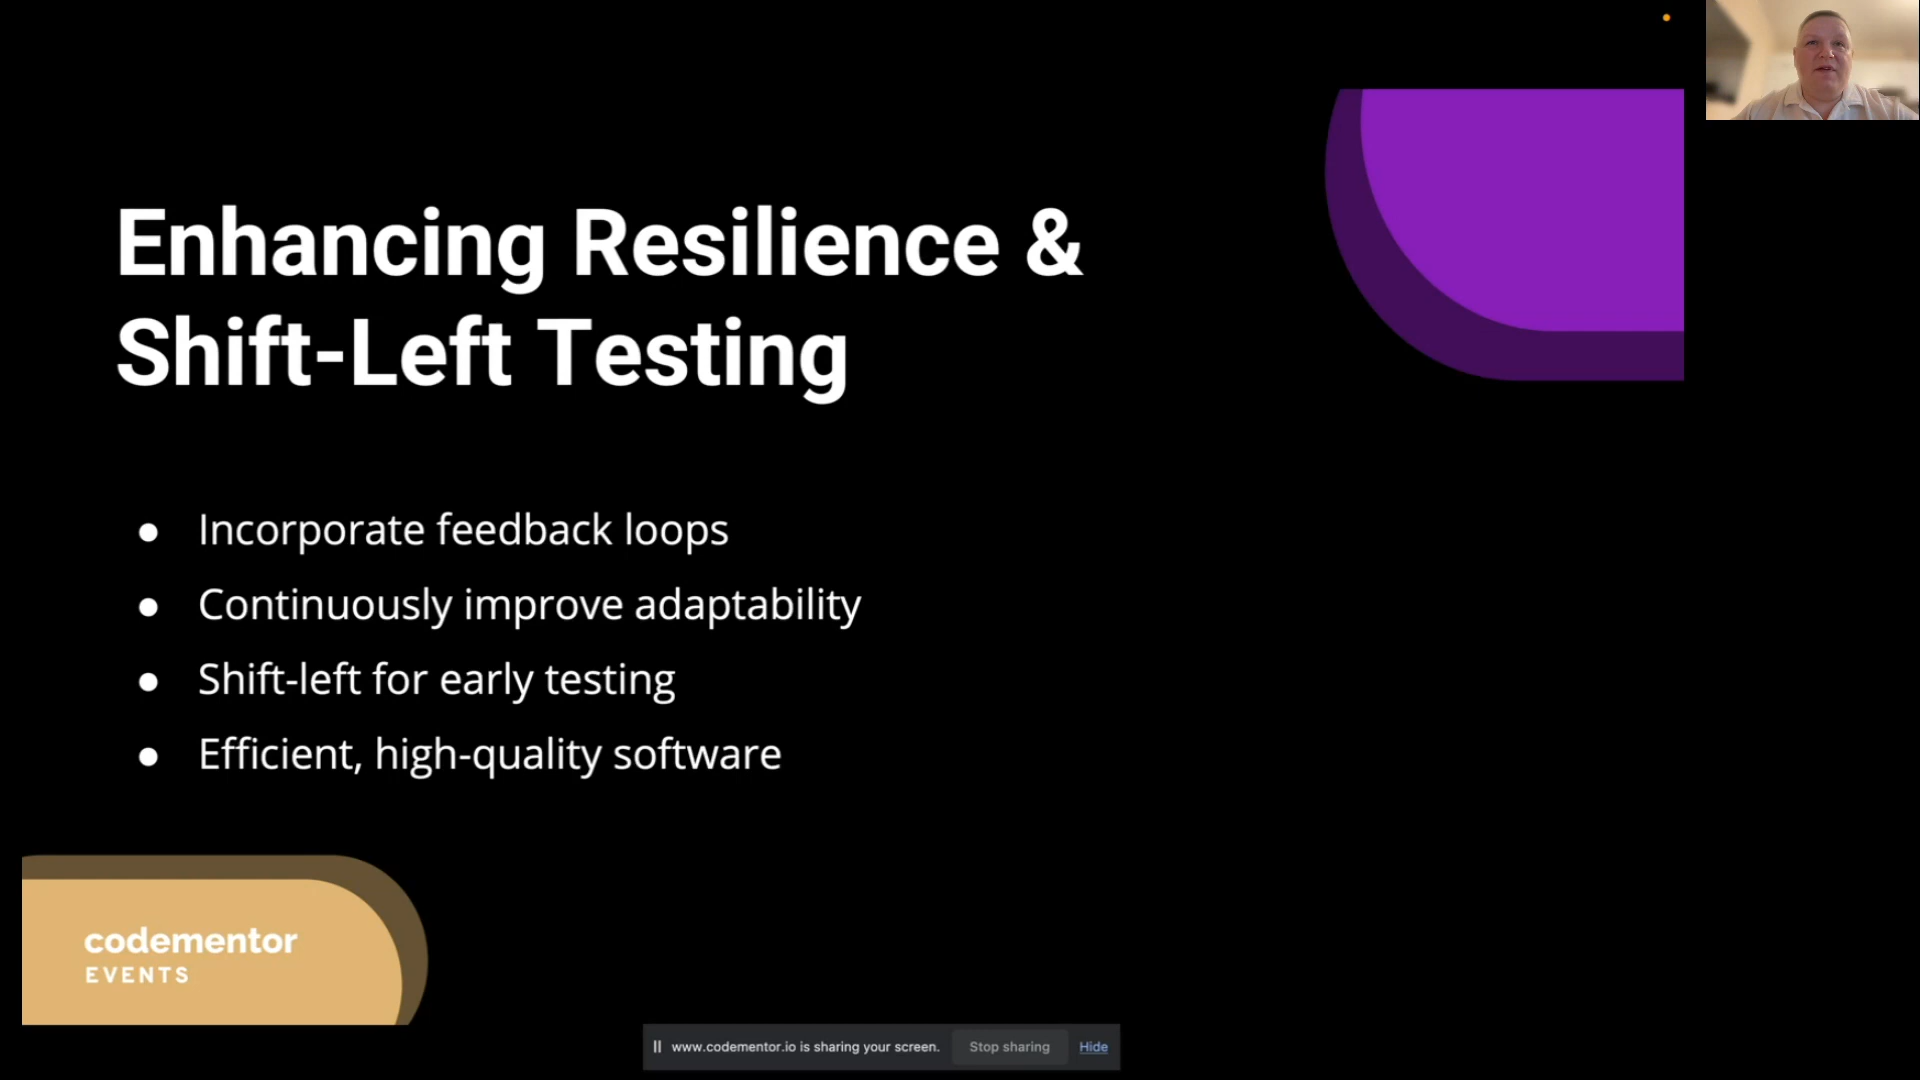 Enhancing Resilience &
Shift-Left Testing
● Incorporate feedback loops
● Continuously improve adaptability
● Shift-left for early testing
● Efficient, high-quality software
codementor
EVENTS
www.codementor.io is sharing your screen. Stop sharing Hide